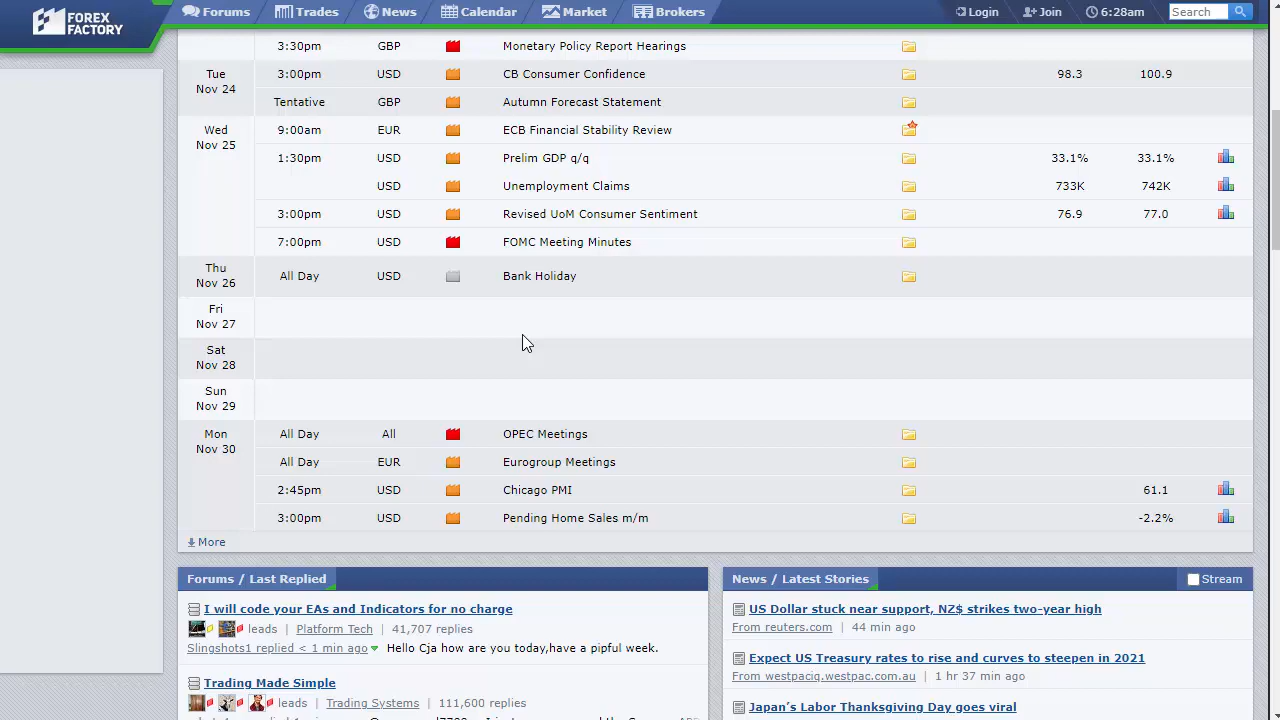 FOREX
FACTORY
Forums Trades News Calendar Market Brokers Login Join 6:28am Search
3:30pm GBP Monetary Policy Report Hearings
Tue
Nov 24
3:00pm USD CB Consumer Confidence 98.3 100.9
Tentative GBP Autumn Forecast Statement
Wed
Nov 25
9:00am EUR ECB Financial Stability Review
1:30pm USD Prelim GDP q/q 33.1% 33.1%
USD Unemployment Claims 733K 742K
3:00pm USD Revised UoM Consumer Sentiment 76.9 77.0
7:00pm USD FOMC Meeting Minutes
Thu
Nov 26
All Day USD Bank Holiday
Fri
Nov 27
Sat
Nov 28
Sun
Nov 29
Mon
Nov 30
All Day All OPEC Meetings
All Day EUR Eurogroup Meetings
2:45pm USD Chicago PMI 61.1
3:00pm USD Pending Home Sales m/m -2.2%
More
Forums / Last Replied
I will code your EAs and Indicators for no charge
leads | Platform Tech | 41,707 replies
Slingshots1 replied < 1 min ago Hello Cja how are you today,have a pipful week.
Trading Made Simple
leads | Trading Systems | 111,600 replies
News / Latest Stories Stream
US Dollar stuck near support, NZ$ strikes two-year high
From reuters.com | 44 min ago
Expect US Treasury rates to rise and curves to steepen in 2021
From westpaciq.westpac.com.au | 1 hr 37 min ago
Japan's Labor Thanksgiving Day goes viral